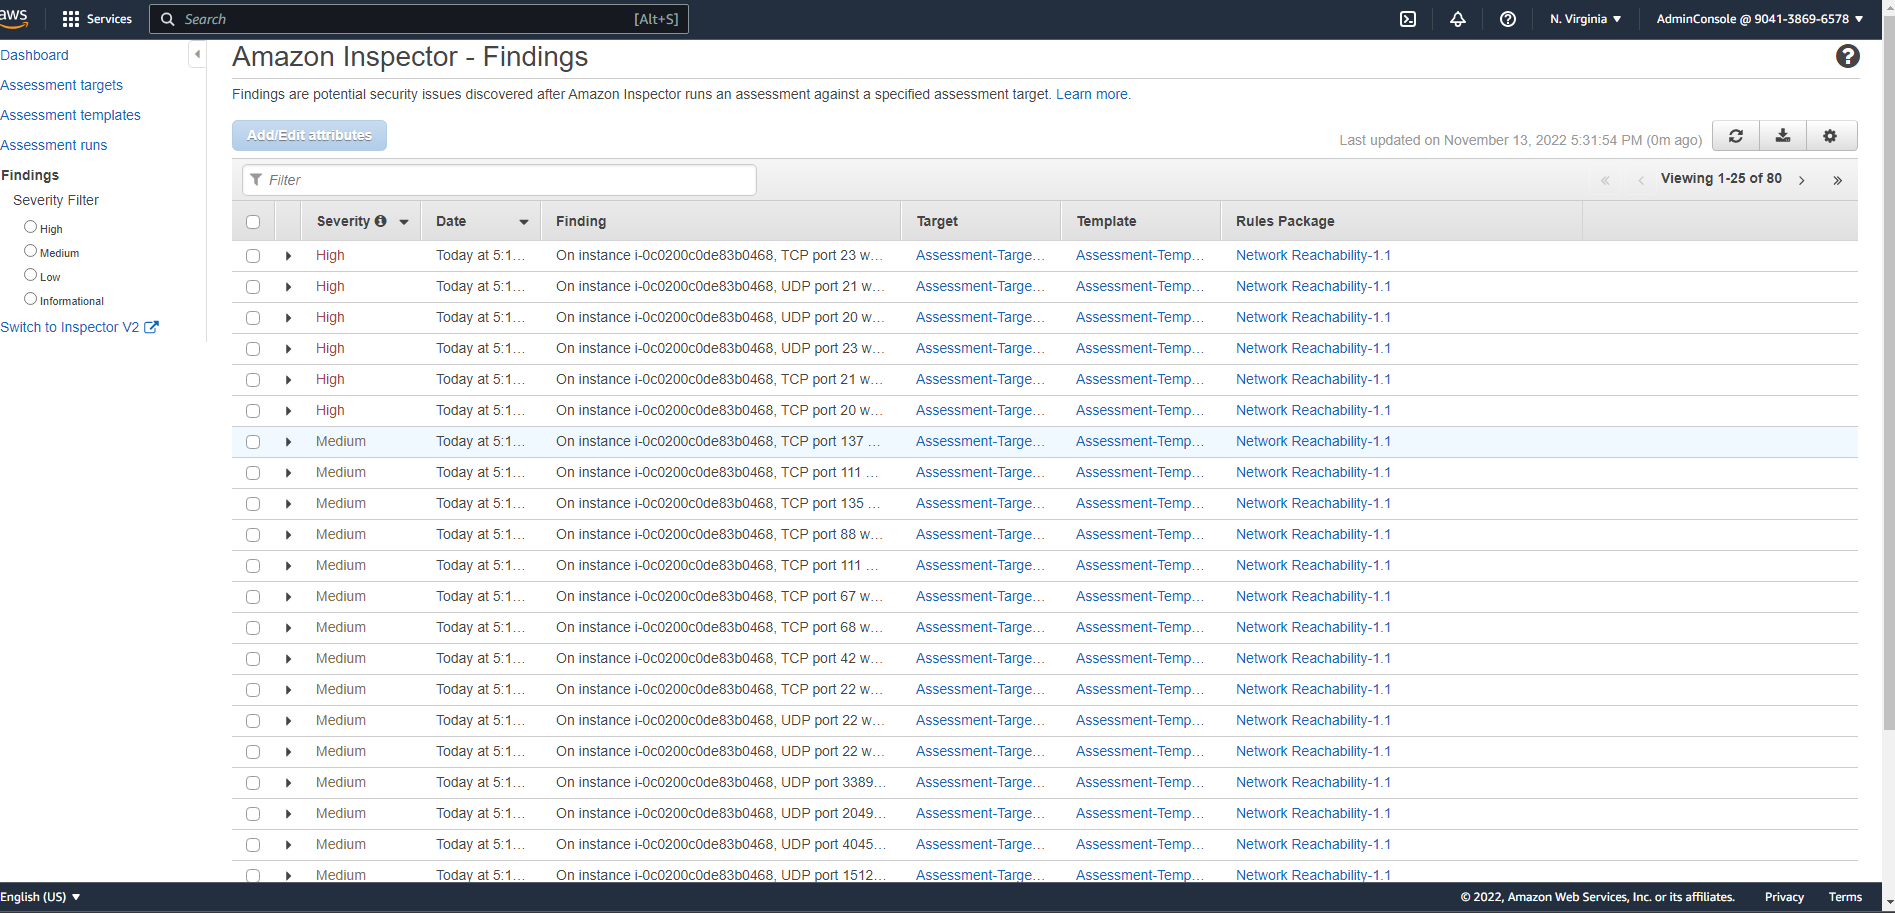 aws Services Search [Alt+S] N. Virginia AdminConsole @ 9041-3869-6578
Dashboard
Assessment targets
Assessment templates
Assessment runs
Findings
Severity Filter
High
Medium
Low
Informational
Switch to Inspector V2
Amazon Inspector - Findings
Findings are potential security issues discovered after Amazon Inspector runs an assessment against a specified assessment target. Learn more.
Add/Edit attributes
Last updated on November 13, 2022 5:31:54 PM (0m ago)
Filter
« ‹ Viewing 1-25 of 80 › »
Severity Date Finding Target Template Rules Package
High Today at 5:1... On instance i-0c0200c0de83b0468, TCP port 23 w... Assessment-Targe... Assessment-Temp... Network Reachability-1.1
High Today at 5:1... On instance i-0c0200c0de83b0468, UDP port 21 w... Assessment-Targe... Assessment-Temp... Network Reachability-1.1
High Today at 5:1... On instance i-0c0200c0de83b0468, UDP port 20 w... Assessment-Targe... Assessment-Temp... Network Reachability-1.1
High Today at 5:1... On instance i-0c0200c0de83b0468, UDP port 23 w... Assessment-Targe... Assessment-Temp... Network Reachability-1.1
High Today at 5:1... On instance i-0c0200c0de83b0468, TCP port 21 w... Assessment-Targe... Assessment-Temp... Network Reachability-1.1
High Today at 5:1... On instance i-0c0200c0de83b0468, TCP port 20 w... Assessment-Targe... Assessment-Temp... Network Reachability-1.1
Medium Today at 5:1... On instance i-0c0200c0de83b0468, TCP port 137 ... Assessment-Targe... Assessment-Temp... Network Reachability-1.1
Medium Today at 5:1... On instance i-0c0200c0de83b0468, TCP port 111 ... Assessment-Targe... Assessment-Temp... Network Reachability-1.1
Medium Today at 5:1... On instance i-0c0200c0de83b0468, TCP port 135 ... Assessment-Targe... Assessment-Temp... Network Reachability-1.1
Medium Today at 5:1... On instance i-0c0200c0de83b0468, TCP port 88 w... Assessment-Targe... Assessment-Temp... Network Reachability-1.1
Medium Today at 5:1... On instance i-0c0200c0de83b0468, TCP port 111 ... Assessment-Targe... Assessment-Temp... Network Reachability-1.1
Medium Today at 5:1... On instance i-0c0200c0de83b0468, TCP port 67 w... Assessment-Targe... Assessment-Temp... Network Reachability-1.1
Medium Today at 5:1... On instance i-0c0200c0de83b0468, TCP port 68 w... Assessment-Targe... Assessment-Temp... Network Reachability-1.1
Medium Today at 5:1... On instance i-0c0200c0de83b0468, TCP port 42 w... Assessment-Targe... Assessment-Temp... Network Reachability-1.1
Medium Today at 5:1... On instance i-0c0200c0de83b0468, TCP port 22 w... Assessment-Targe... Assessment-Temp... Network Reachability-1.1
Medium Today at 5:1... On instance i-0c0200c0de83b0468, UDP port 22 w... Assessment-Targe... Assessment-Temp... Network Reachability-1.1
Medium Today at 5:1... On instance i-0c0200c0de83b0468, UDP port 22 w... Assessment-Targe... Assessment-Temp... Network Reachability-1.1
Medium Today at 5:1... On instance i-0c0200c0de83b0468, UDP port 3389... Assessment-Targe... Assessment-Temp... Network Reachability-1.1
Medium Today at 5:1... On instance i-0c0200c0de83b0468, UDP port 2049... Assessment-Targe... Assessment-Temp... Network Reachability-1.1
Medium Today at 5:1... On instance i-0c0200c0de83b0468, UDP port 4045... Assessment-Targe... Assessment-Temp... Network Reachability-1.1
Medium Today at 5:1... On instance i-0c0200c0de83b0468, UDP port 1512... Assessment-Targe... Assessment-Temp... Network Reachability-1.1
English (US) © 2022, Amazon Web Services, Inc. or its affiliates. Privacy Terms